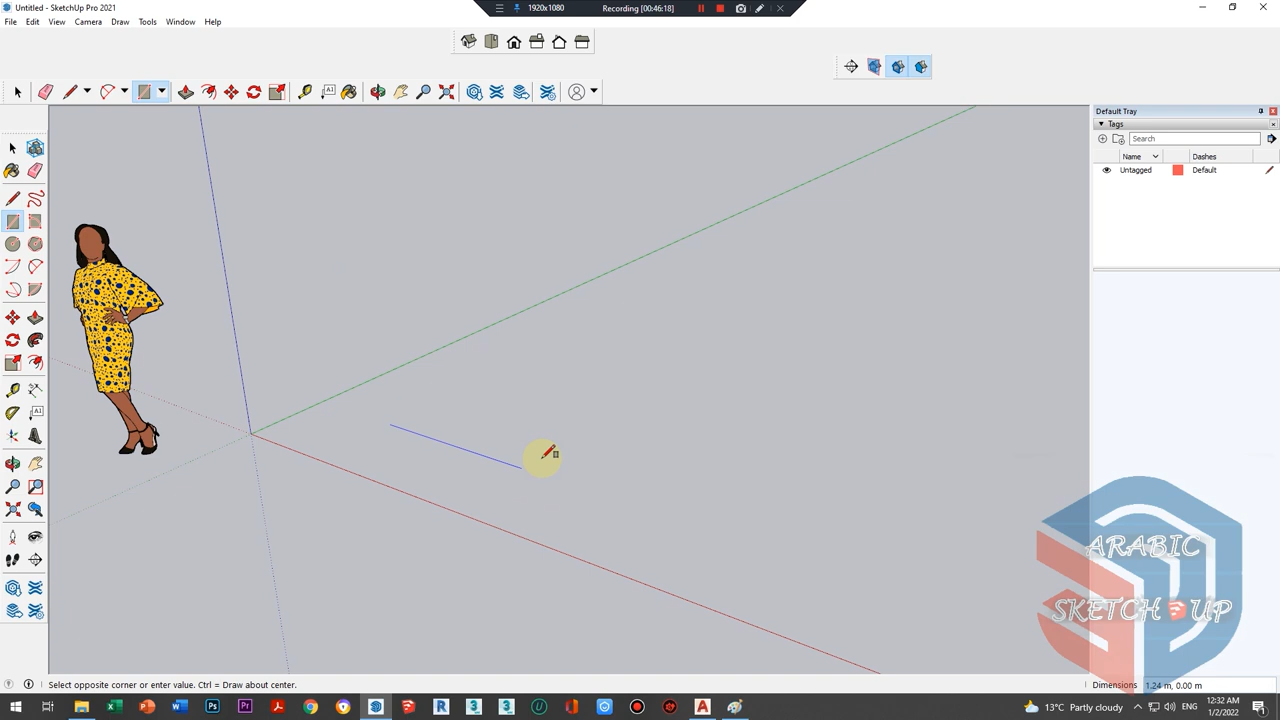 Untitled - SketchUp Pro 2021
1920x1080
Recording [00:46:18]
File Edit View Camera Draw Tools Window Help
Default Tray
Tags
Search
Name Dashes
Untagged Default
ARABIC
SKETCH UP
Select opposite corner or enter value. Ctrl = Draw about center.
Dimensions 1.24 m, 0.00 m
13°C Partly cloudy
ENG
12:32 AM
1/2/2022